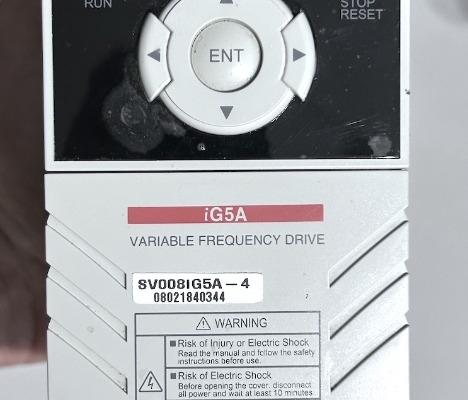 RUN
STOP
RESET
ENT
iG5A
VARIABLE FREQUENCY DRIVE
SV008IG5A-4
08021840344
WARNING
Risk of Injury or Electric Shock
Read the manual and follow the safety
instructions before use.
Risk of Electric Shock
Before opening the cover, disconnect
all power and wait at least 10 minutes.